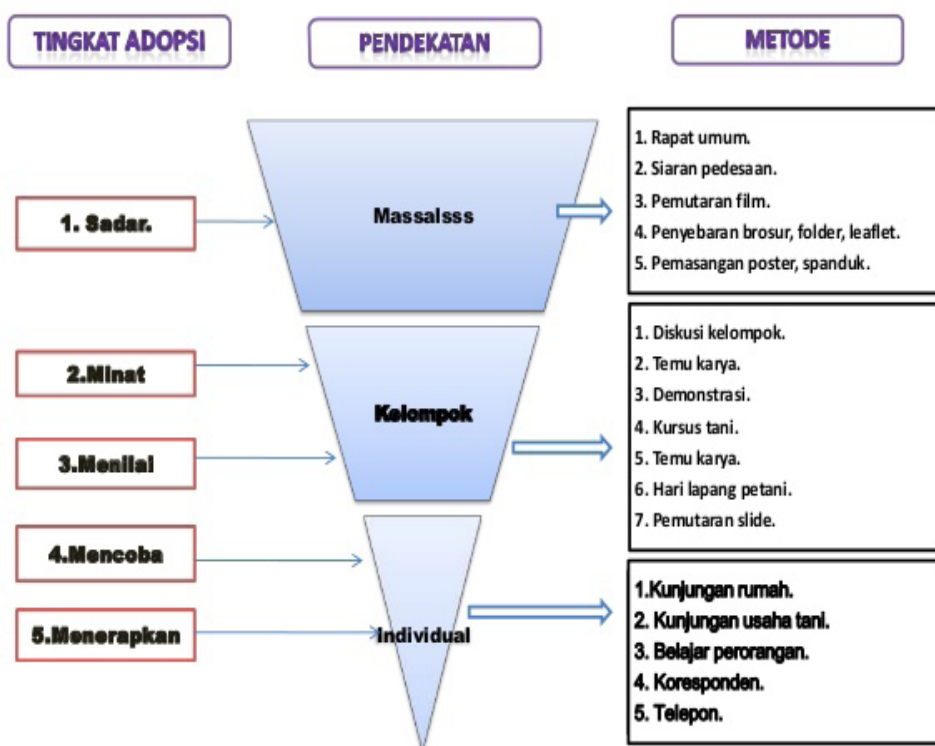 TINGKAT ADOPSI
PENDEKATAN
METODE
1. Sadar.
Massalsss
1. Rapat umum.
2. Siaran pedesaan.
3. Pemutaran film.
4. Penyebaran brosur, folder, leaflet.
5. Pemasangan poster, spanduk.
2.Minat
3.Menilai
Kelompok
1. Diskusi kelompok.
2. Temu karya.
3. Demonstrasi.
4. Kursus tani.
5. Temu karya.
6. Hari lapang petani.
7. Pemutaran slide.
4.Mencoba
5.Menerapkan
Individual
1.Kunjungan rumah.
2. Kunjungan usaha tani.
3. Belajar perorangan.
4. Koresponden.
5. Telepon.